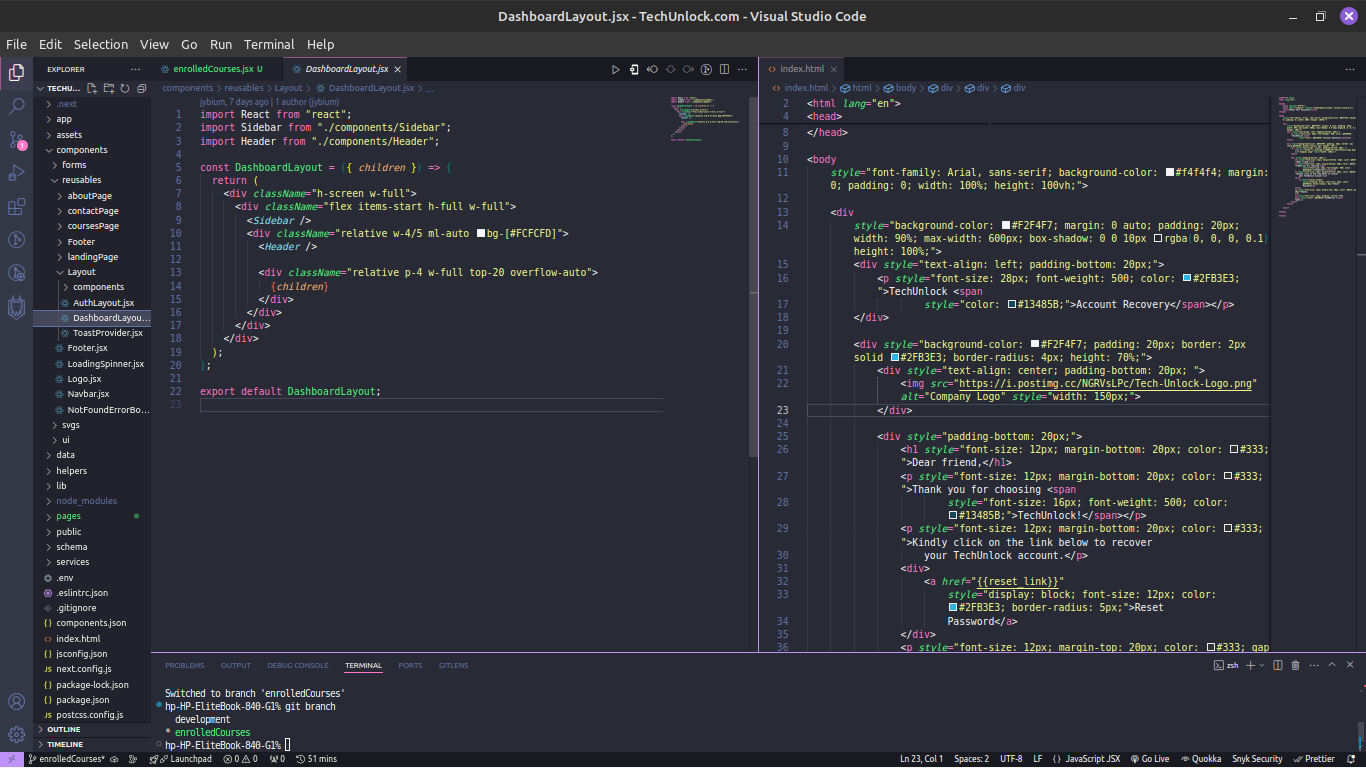 DashboardLayout.jsx - TechUnlock.com - Visual Studio Code
File Edit Selection View Go Run Terminal Help
EXPLORER
TECHU...
.next
app
assets
components
forms
reusables
aboutPage
contactPage
coursesPage
Footer
landingPage
Layout
components
AuthLayout.jsx
DashboardLayou...
ToastProvider.jsx
Footer.jsx
LoadingSpinner.jsx
Logo.jsx
Navbar.jsx
NotFoundErrorBo...
svgs
ui
data
helpers
lib
node_modules
pages
public
schema
services
.env
.eslintrc.json
.gitignore
components.json
index.html
jsconfig.json
next.config.js
package-lock.json
package.json
postcss.config.js
OUTLINE
TIMELINE
1
enrolledCourses.jsx U
DashboardLayout.jsx
components > reusables > Layout > DashboardLayout.jsx > ...
jybium, 7 days ago | 1 author (jybium)
1 import React from "react";
2 import Sidebar from "./components/Sidebar";
3 import Header from "./components/Header";
4
5 const DashboardLayout = ({ children }) => {
6 return (
7 <div className="h-screen w-full">
8 <div className="flex items-start h-full w-full">
9 <Sidebar />
10 <div className="relative w-4/5 ml-auto bg-[#FCFCFD]">
11 <Header />
12
13 <div className="relative p-4 w-full top-20 overflow-auto">
14 {children}
15 </div>
16 </div>
17 </div>
18 </div>
19 );
20 };
21
22 export default DashboardLayout;
23
index.html
index.html > html > body > div > div > div
2 <html lang="en">
4 <head>
8 </head>
9
10 <body
11 style="font-family: Arial, sans-serif; background-color: #f4f4f4; margin:
0; padding: 0; width: 100%; height: 100vh;">
12
13 <div
14 style="background-color: #F2F4F7; margin: 0 auto; padding: 20px;
width: 90%; max-width: 600px; box-shadow: 0 0 10px rgba(0, 0, 0, 0.1)
height: 100%;">
15 <div style="text-align: left; padding-bottom: 20px;">
16 <p style="font-size: 28px; font-weight: 500; color: #2FB3E3;
">TechUnlock <span
17 style="color: #13485B;">Account Recovery</span></p>
18 </div>
19
20 <div style="background-color: #F2F4F7; padding: 20px; border: 2px
solid #2FB3E3; border-radius: 4px; height: 70%;">
21 <div style="text-align: center; padding-bottom: 20px; ">
22 <img src="https://i.postimg.cc/NGRVsLPc/Tech-Unlock-Logo.png"
alt="Company Logo" style="width: 150px;">
23 </div>
24
25 <div style="padding-bottom: 20px;">
26 <h1 style="font-size: 12px; margin-bottom: 20px; color: #333;
">Dear friend,</h1>
27 <p style="font-size: 12px; margin-bottom: 20px; color: #333;
">Thank you for choosing <span
28 style="font-size: 16px; font-weight: 500; color:
#13485B;">TechUnlock!</span></p>
29 <p style="font-size: 12px; margin-bottom: 20px; color: #333;
">Kindly click on the link below to recover
30 your TechUnlock account.</p>
31 <div>
32 <a href="{{reset_link}}"
33 style="display: block; font-size: 12px; color:
#2FB3E3; border-radius: 5px;">Reset
34 Password</a>
35 </div>
36 <p style="font-size: 12px; margin-top: 20px; color: #333; gap
PROBLEMS OUTPUT DEBUG CONSOLE TERMINAL PORTS GITLENS
zsh
Switched to branch 'enrolledCourses'
hp-HP-EliteBook-840-G1% git branch
development
* enrolledCourses
hp-HP-EliteBook-840-G1%
enrolledCourses* Launchpad 0 0 0 51 mins Ln 23, Col 1 Spaces: 2 UTF-8 LF {} JavaScript JSX Go Live Quokka Snyk Security Prettier